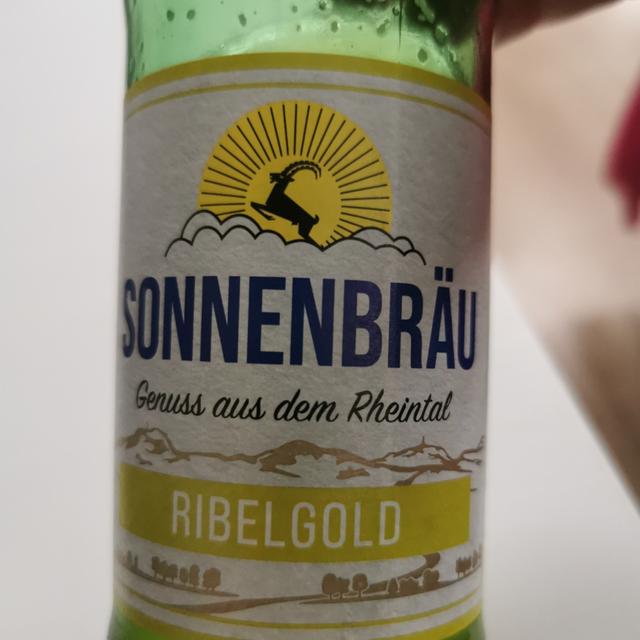 SONNENBRÄU
Genuss aus dem Rheintal
RIBELGOLD